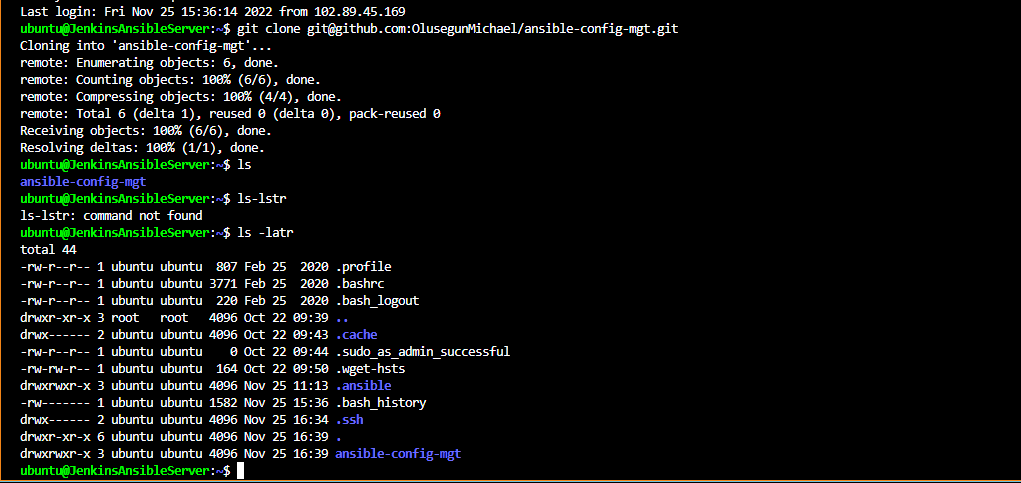 Last login: Fri Nov 25 15:36:14 2022 from 102.89.45.169
ubuntu@JenkinsAnsibleServer:~$ git clone git@github.com:OlusegunMichael/ansible-config-mgt.git
Cloning into 'ansible-config-mgt'...
remote: Enumerating objects: 6, done.
remote: Counting objects: 100% (6/6), done.
remote: Compressing objects: 100% (4/4), done.
remote: Total 6 (delta 1), reused 0 (delta 0), pack-reused 0
Receiving objects: 100% (6/6), done.
Resolving deltas: 100% (1/1), done.
ubuntu@JenkinsAnsibleServer:~$ ls
ansible-config-mgt
ubuntu@JenkinsAnsibleServer:~$ ls-lstr
ls-lstr: command not found
ubuntu@JenkinsAnsibleServer:~$ ls -latr
total 44
-rw-r--r-- 1 ubuntu ubuntu  807 Feb 25  2020 .profile
-rw-r--r-- 1 ubuntu ubuntu 3771 Feb 25  2020 .bashrc
-rw-r--r-- 1 ubuntu ubuntu  220 Feb 25  2020 .bash_logout
drwxr-xr-x 3 root   root   4096 Oct 22 09:39 ..
drwx------ 2 ubuntu ubuntu 4096 Oct 22 09:43 .cache
-rw-r--r-- 1 ubuntu ubuntu    0 Oct 22 09:44 .sudo_as_admin_successful
-rw-rw-r-- 1 ubuntu ubuntu  164 Oct 22 09:50 .wget-hsts
drwxrwxr-x 3 ubuntu ubuntu 4096 Nov 25 11:13 .ansible
-rw------- 1 ubuntu ubuntu 1582 Nov 25 15:36 .bash_history
drwx------ 2 ubuntu ubuntu 4096 Nov 25 16:34 .ssh
drwxr-xr-x 6 ubuntu ubuntu 4096 Nov 25 16:39 .
drwxrwxr-x 3 ubuntu ubuntu 4096 Nov 25 16:39 ansible-config-mgt
ubuntu@JenkinsAnsibleServer:~$